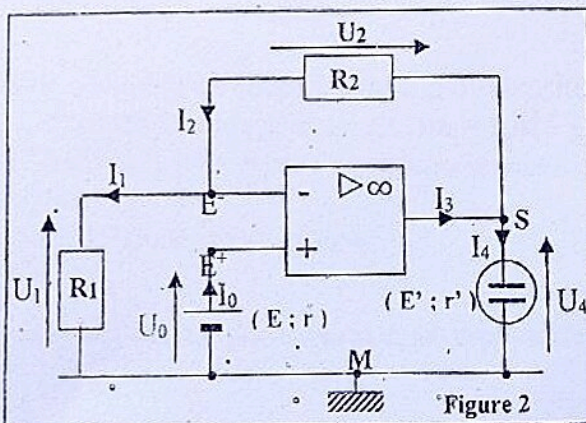 U2
R2
I2
I1
E-
- ▷ ∞
I3
S
E+
+
I4
U1
R1
U0
I0
( E ; r )
( E' ; r' )
U4
M
Figure 2